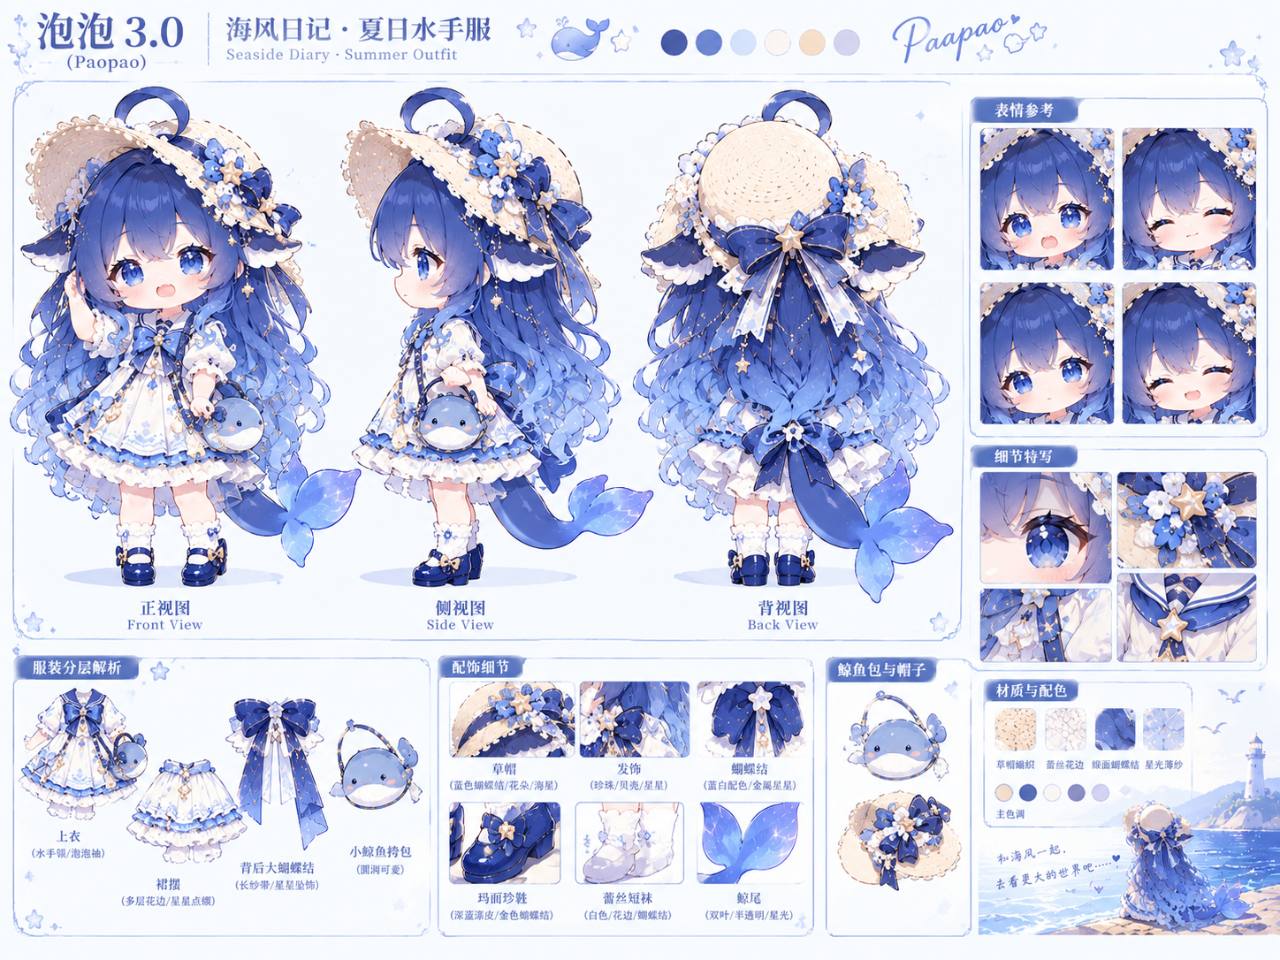 泡泡 3.0
(Paopao)
海风日记 · 夏日水手服
Seaside Diary · Summer Outfit
Paapao
正视图
Front View
侧视图
Side View
背视图
Back View
表情参考
细节特写
服装分层解析
上衣
(水手领/泡泡袖)
裙摆
(多层花边/星星点缀)
背后大蝴蝶结
(长纱带/星星坠饰)
小鲸鱼挎包
(圆润可爱)
配饰细节
草帽
(蓝色蝴蝶结/花朵/海星)
发饰
(珍珠/贝壳/星星)
蝴蝶结
(蓝白配色/金属星星)
玛丽珍鞋
(深蓝漆皮/金色蝴蝶结)
蕾丝短袜
(白色/花边/蝴蝶结)
鲸尾
(双叶/半透明/星光)
鲸鱼包与帽子
材质与配色
草帽编织
蕾丝花边
缎面蝴蝶结
星光薄纱
主色调
和海风一起,
去看更大的世界吧……